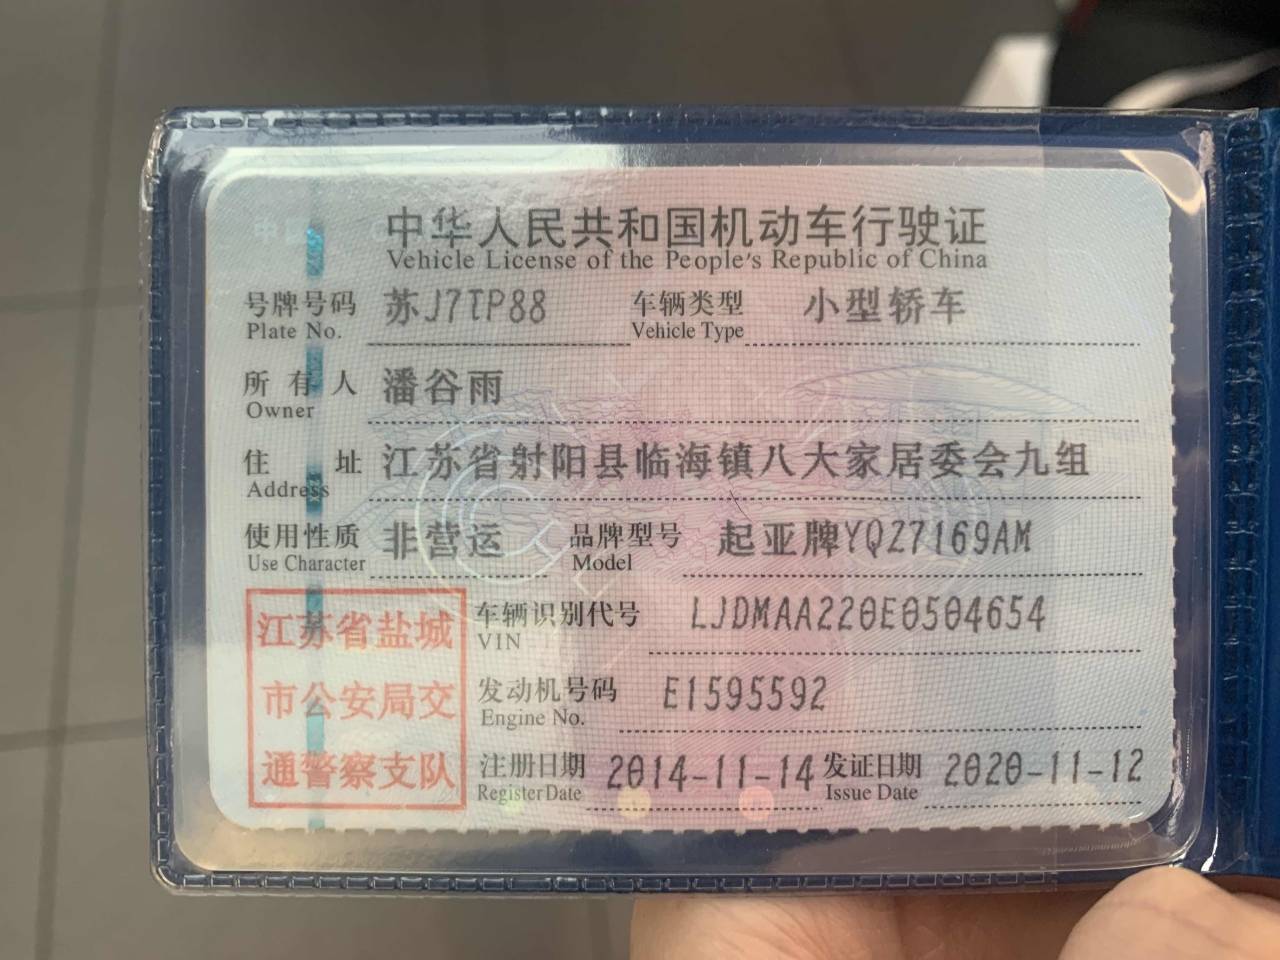 中华人民共和国机动车行驶证
Vehicle License of the People's Republic of China
号牌号码 苏J7TP88 车辆类型 小型轿车
Plate No. Vehicle Type
所有人 潘谷雨
Owner
住址 江苏省射阳县临海镇八大家居委会九组
Address
使用性质 非营运 品牌型号 起亚牌YQZ7169AM
Use Character Model
车辆识别代号 LJDMAA220E0504654
VIN
发动机号码 E1595592
Engine No.
注册日期 2014-11-14 发证日期 2020-11-12
Register Date Issue Date
江苏省盐城
市公安局交
通警察支队